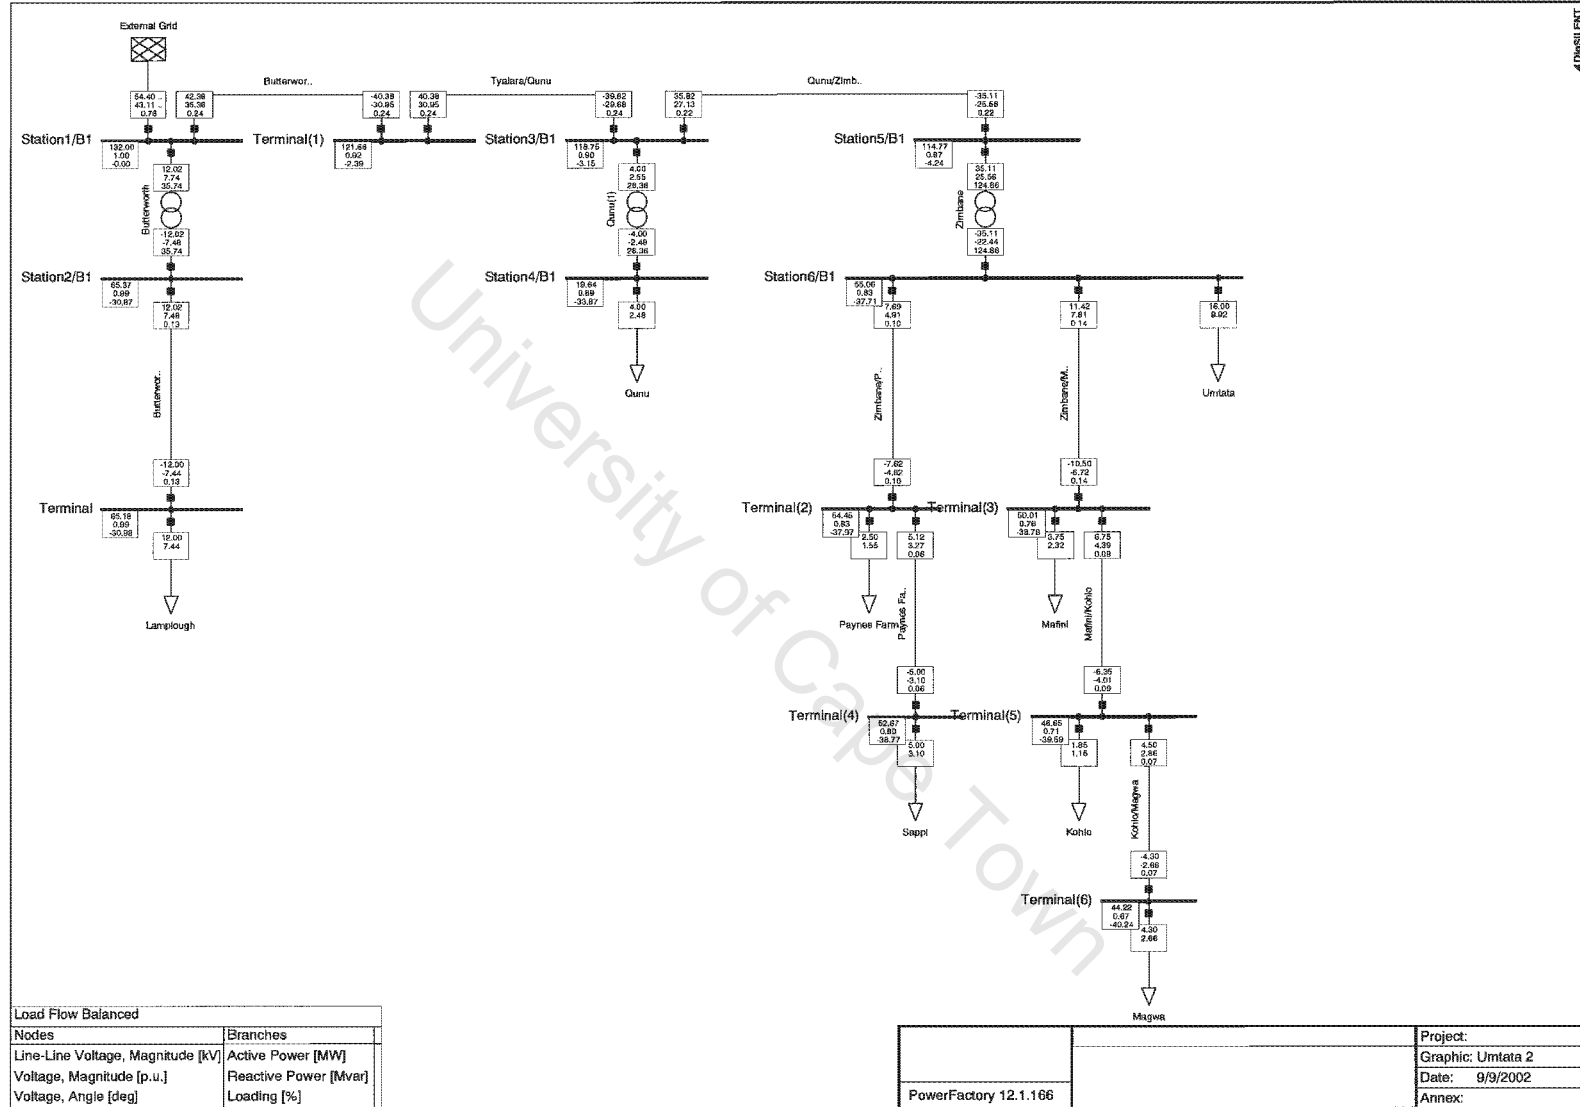 DIgSILENT
External Grid
Butterwor..
Tyalara/Qunu
Qunu/Zimb..
54.40 ..
43.11 ..
0.76
42.38
35.36
0.24
-40.38
-30.95
0.24
40.38
30.95
0.24
-39.82
-29.68
0.24
35.82
27.13
0.22
-35.11
-25.56
0.22
Station1/B1
Terminal(1)
Station3/B1
Station5/B1
132.00
1.00
-0.00
121.66
0.92
-2.39
118.75
0.90
-3.15
114.77
0.87
-4.24
12.02
7.74
35.74
4.00
2.55
28.36
35.11
25.56
124.86
Butterworth
Qunu(1)
Zimbane
-12.02
-7.48
35.74
-4.00
-2.48
28.36
-35.11
-22.44
124.86
Station2/B1
Station4/B1
Station6/B1
65.37
0.99
-30.87
19.64
0.89
-33.87
55.06
0.83
-37.71
12.02
7.48
0.13
4.00
2.48
7.69
4.91
0.10
11.42
7.81
0.14
16.00
9.92
Qunu
Umtata
Butterwor..
Zimbane/P..
Zimbane/M..
-12.00
-7.44
0.13
-7.62
-4.82
0.10
-10.50
-6.72
0.14
Terminal
Terminal(2)
Terminal(3)
65.18
0.99
-30.98
54.45
0.83
-37.97
50.01
0.76
-38.78
12.00
7.44
2.50
1.55
5.12
3.27
0.06
3.75
2.32
6.75
4.39
0.09
Lamplough
Paynes Farm
Paynes Fa..
Mafini
Mafini/Kohlo
-5.00
-3.10
0.06
-6.35
-4.01
0.09
Terminal(4)
Terminal(5)
52.67
0.80
-38.77
46.65
0.71
-39.59
5.00
3.10
1.85
1.15
4.50
2.86
0.07
Sappi
Kohlo
Kohlo/Magwa
-4.30
-2.66
0.07
Terminal(6)
44.22
0.67
-40.24
4.30
2.66
Magwa
University of Cape Town
Load Flow Balanced
Nodes
Branches
Line-Line Voltage, Magnitude [kV]
Active Power [MW]
Voltage, Magnitude [p.u.]
Reactive Power [Mvar]
Voltage, Angle [deg]
Loading [%]
PowerFactory 12.1.166
Project:
Graphic: Umtata 2
Date: 9/9/2002
Annex: